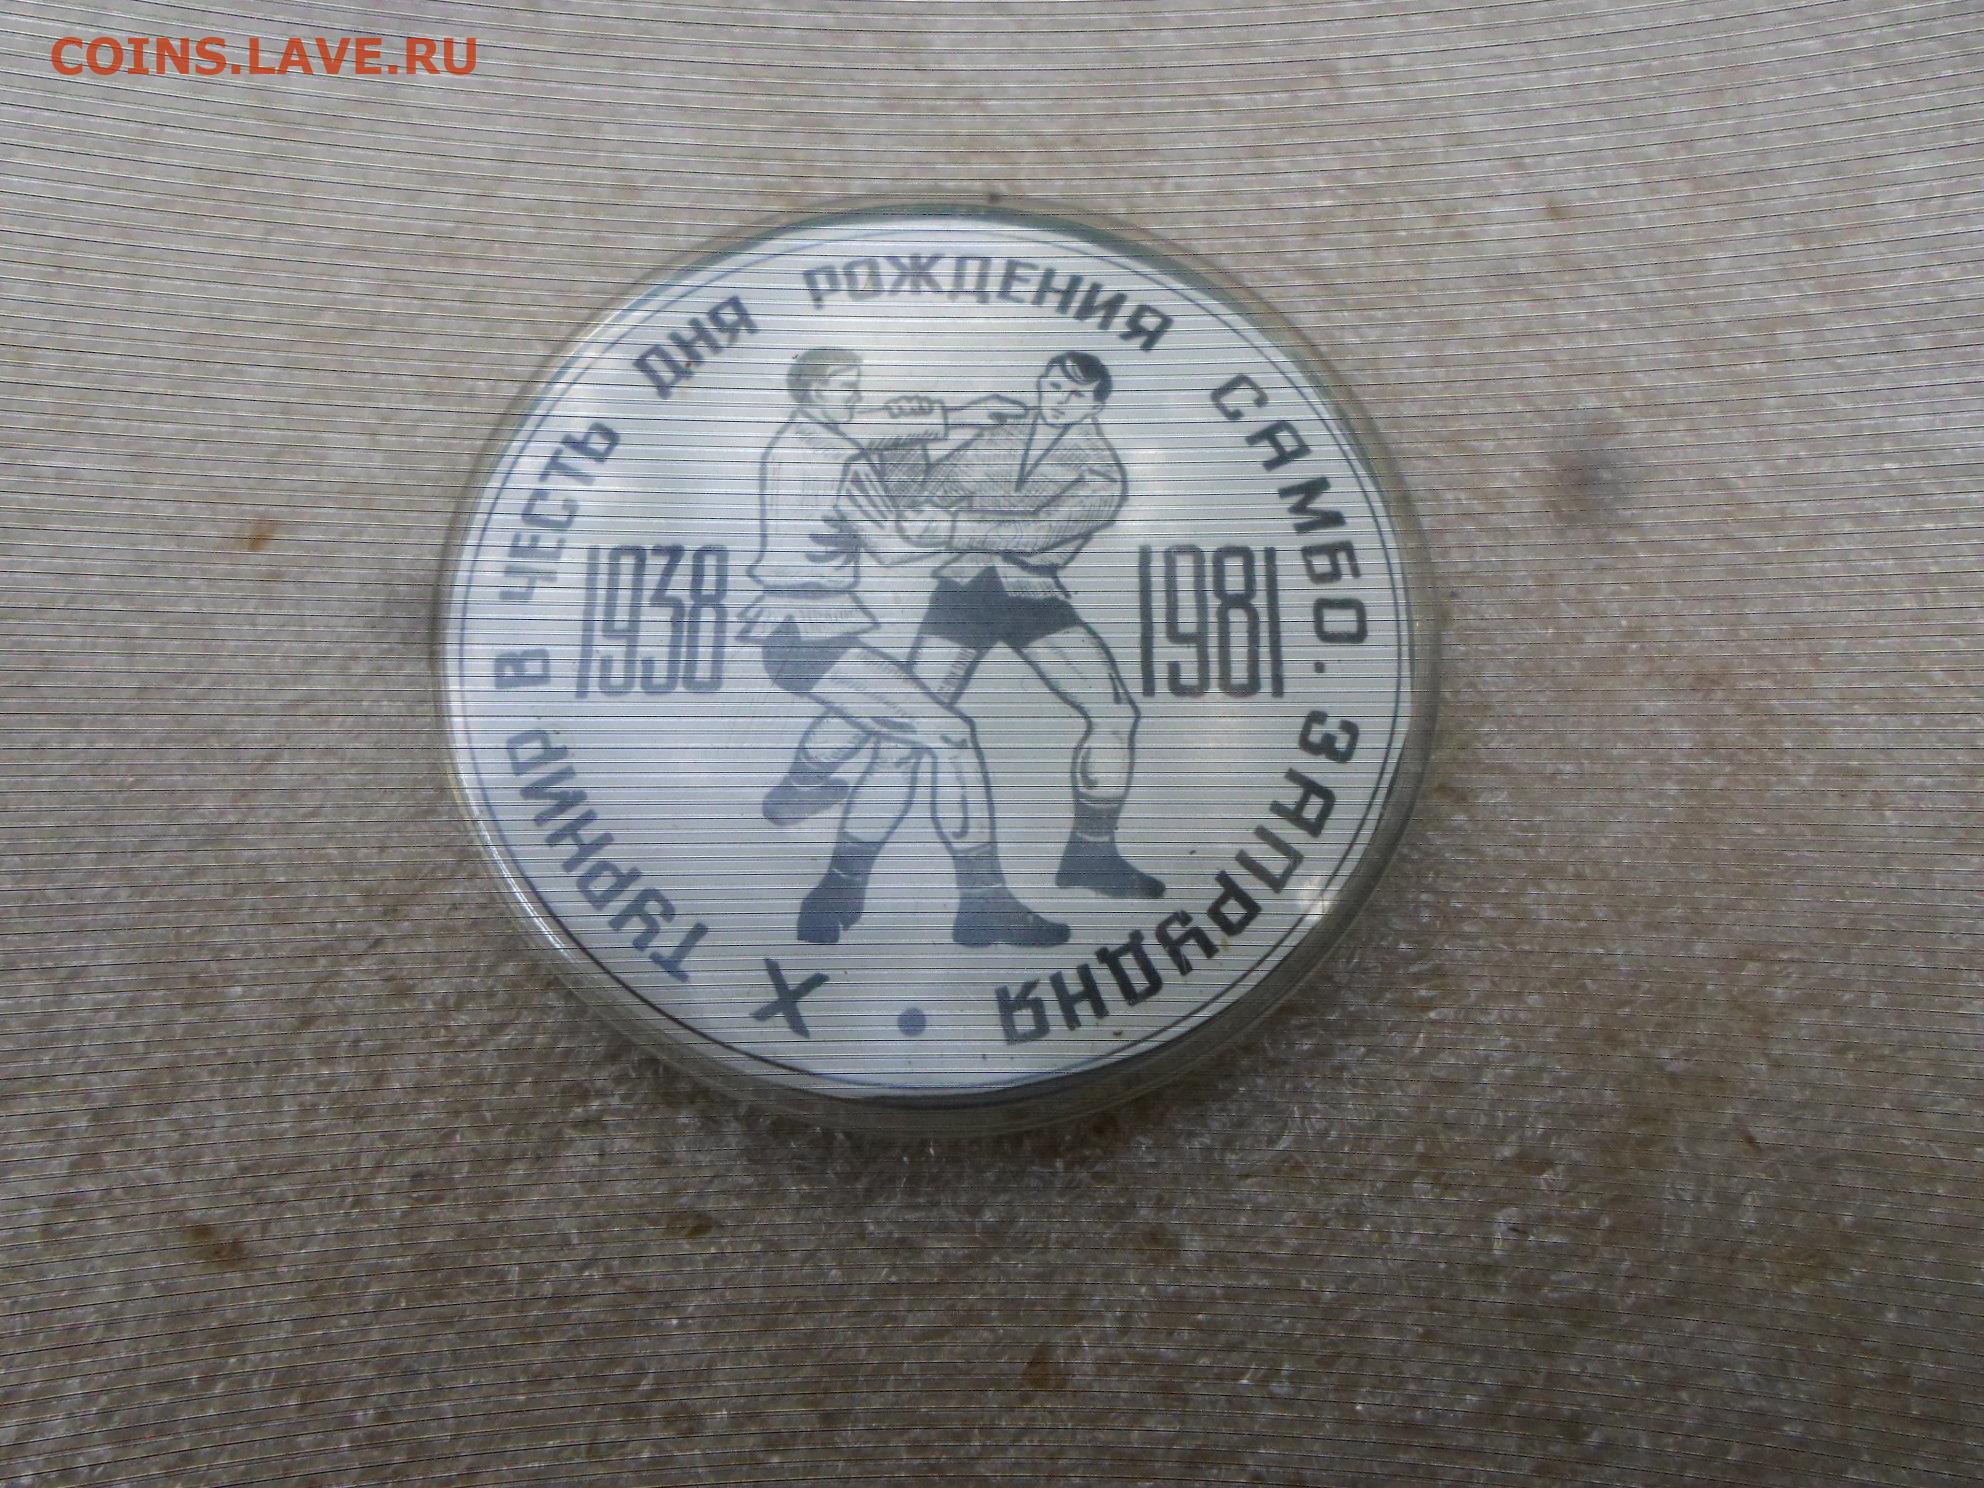 COINS.LAVE.RU
X ТУРНИР В ЧЕСТЬ ДНЯ РОЖДЕНИЯ САМБО. ЗАПРУДНЯ •
1938
1981